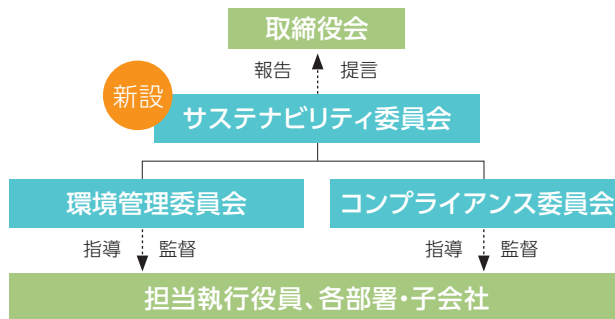 取締役会
報告 提言
新設
サステナビリティ委員会
環境管理委員会 コンプライアンス委員会
指導 監督 指導 監督
担当執行役員、各部署・子会社